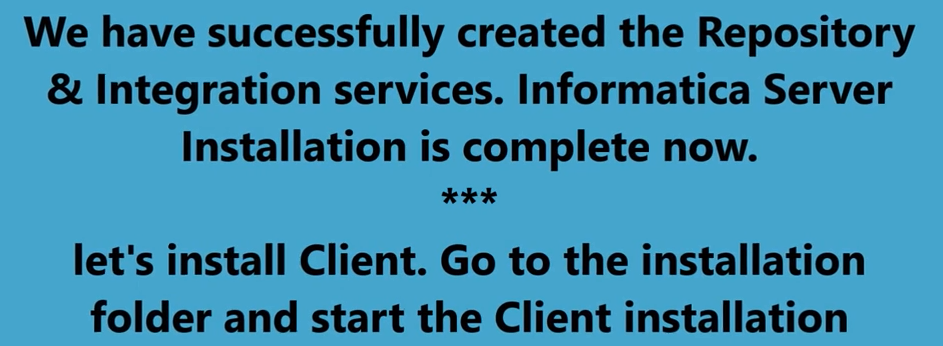 We have successfully created the Repository
& Integration services. Informatica Server
Installation is complete now.
***
let's install Client. Go to the installation
folder and start the Client installation